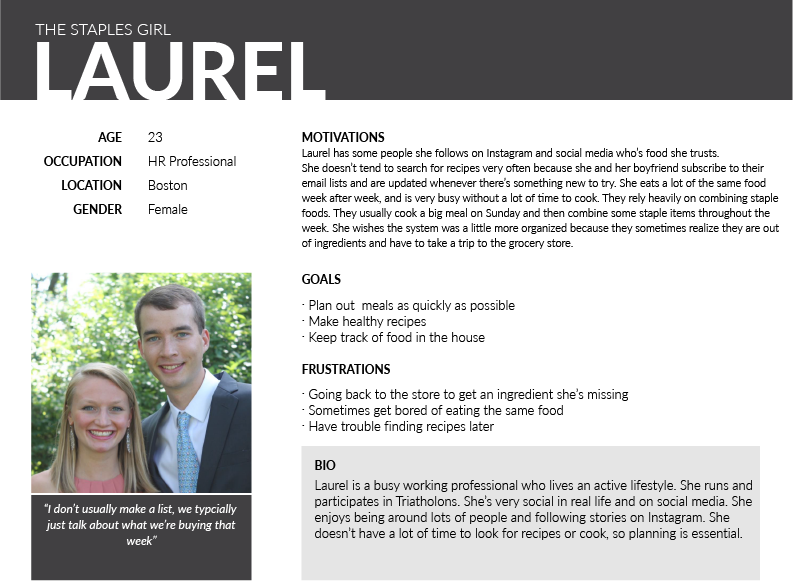 THE STAPLES GIRL
LAUREL
AGE 23
OCCUPATION HR Professional
LOCATION Boston
GENDER Female
"I don't usually make a list, we typcially
just talk about what we're buying that
week"
MOTIVATIONS
Laurel has some people she follows on Instagram and social media who's food she trusts.
She doesn't tend to search for recipes very often because she and her boyfriend subscribe to their
email lists and are updated whenever there's something new to try. She eats a lot of the same food
week after week, and is very busy without a lot of time to cook. They rely heavily on combining staple
foods. They usually cook a big meal on Sunday and then combine some staple items throughout the
week. She wishes the system was a little more organized because they sometimes realize they are out
of ingredients and have to take a trip to the grocery store.
GOALS
· Plan out  meals as quickly as possible
· Make healthy recipes
· Keep track of food in the house
FRUSTRATIONS
· Going back to the store to get an ingredient she's missing
· Sometimes get bored of eating the same food
· Have trouble finding recipes later
BIO
Laurel is a busy working professional who lives an active lifestyle. She runs and
participates in Triatholons. She's very social in real life and on social media. She
enjoys being around lots of people and following stories on Instagram. She
doesn't have a lot of time to look for recipes or cook, so planning is essential.